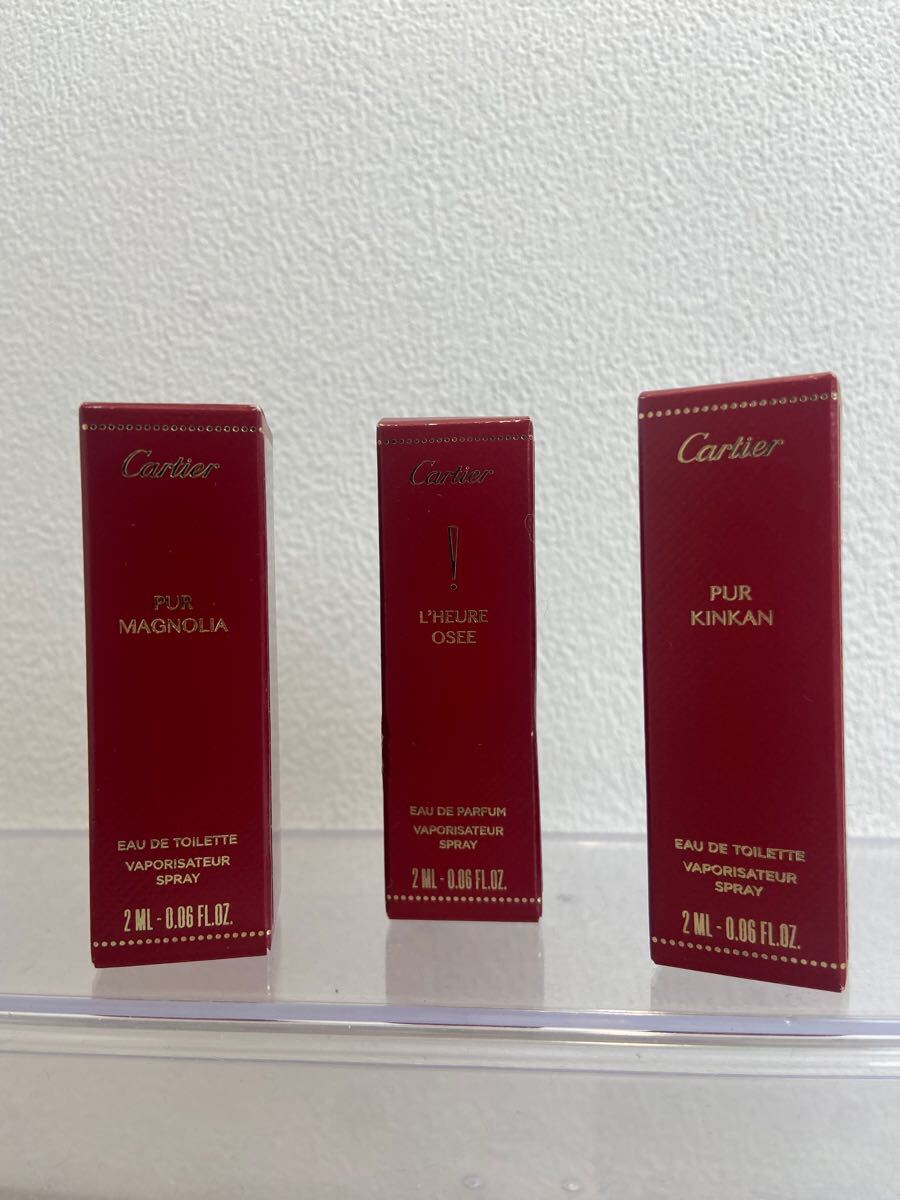 Cartier
PUR
MAGNOLIA
EAU DE TOILETTE
VAPORISATEUR
SPRAY
2 ML - 0.06 FL.OZ.
Cartier
!
L'HEURE
OSEE
EAU DE PARFUM
VAPORISATEUR
SPRAY
2 ML - 0.06 FL.OZ.
Cartier
PUR
KINKAN
EAU DE TOILETTE
VAPORISATEUR
SPRAY
2 ML - 0.06 FL.OZ.